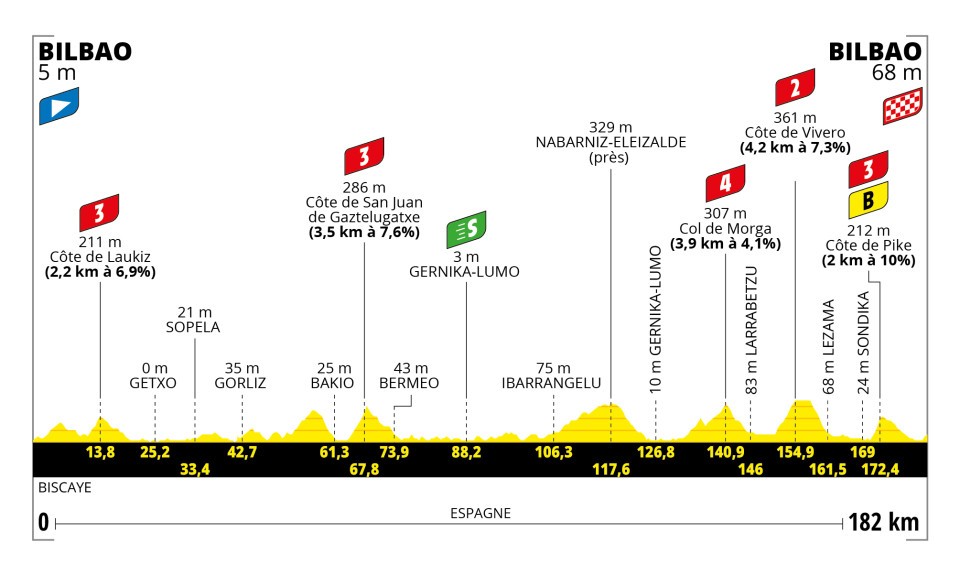 BILBAO
5 m
BILBAO
68 m
3
211 m
Côte de Laukiz
(2,2 km à 6,9%)
0 m
GETXO
21 m
SOPELA
35 m
GORLIZ
25 m
BAKIO
3
286 m
Côte de San Juan
de Gaztelugatxe
(3,5 km à 7,6%)
43 m
BERMEO
S
3 m
GERNIKA-LUMO
75 m
IBARRANGELU
329 m
NABARNIZ-ELEIZALDE
(près)
10 m GERNIKA-LUMO
4
307 m
Col de Morga
(3,9 km à 4,1%)
83 m LARRABETZU
2
361 m
Côte de Vivero
(4,2 km à 7,3%)
68 m LEZAMA
24 m SONDIKA
3
B
212 m
Côte de Pike
(2 km à 10%)
13,8 25,2 42,7 61,3 73,9 88,2 106,3 126,8 140,9 154,9 169
33,4 67,8 117,6 146 161,5 172,4
BISCAYE
ESPAGNE
0 182 km